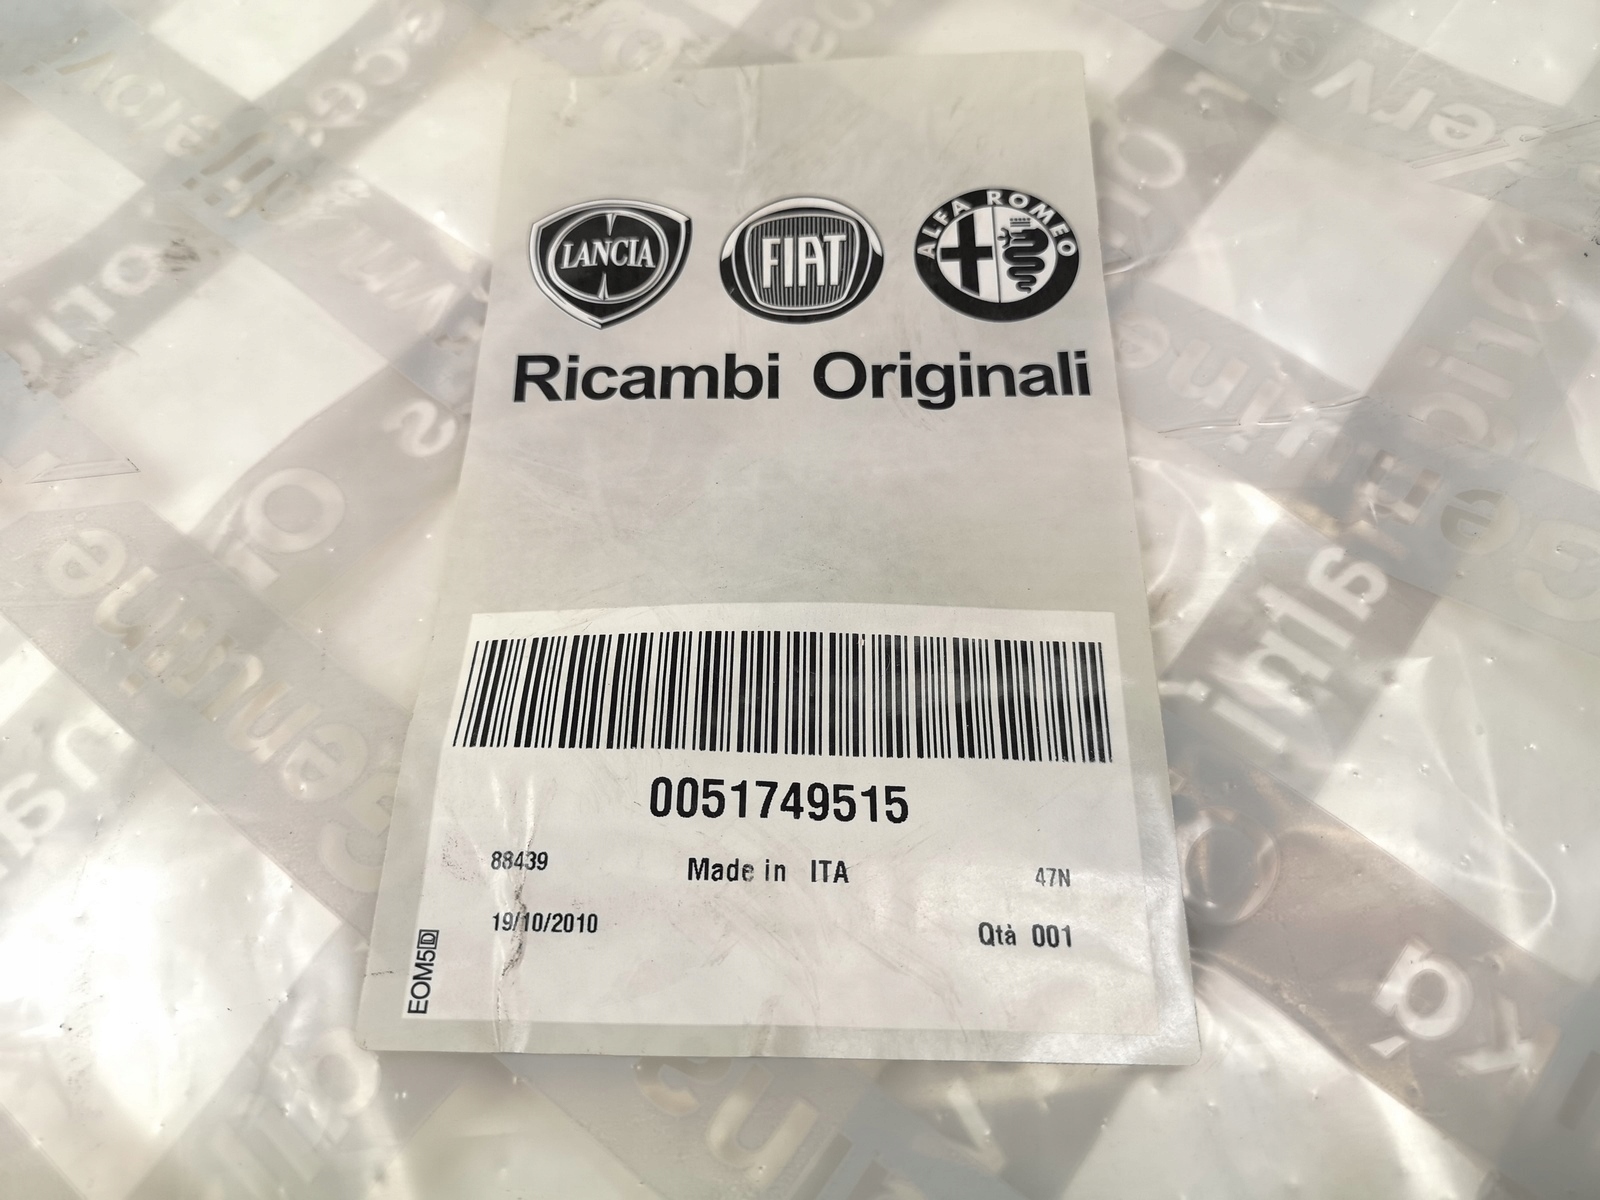 LANCIA FIAT ALFA ROMEO
Ricambi Originali
0051749515
88439 Made in ITA 47N
19/10/2010 Qtà 001
EOM5D